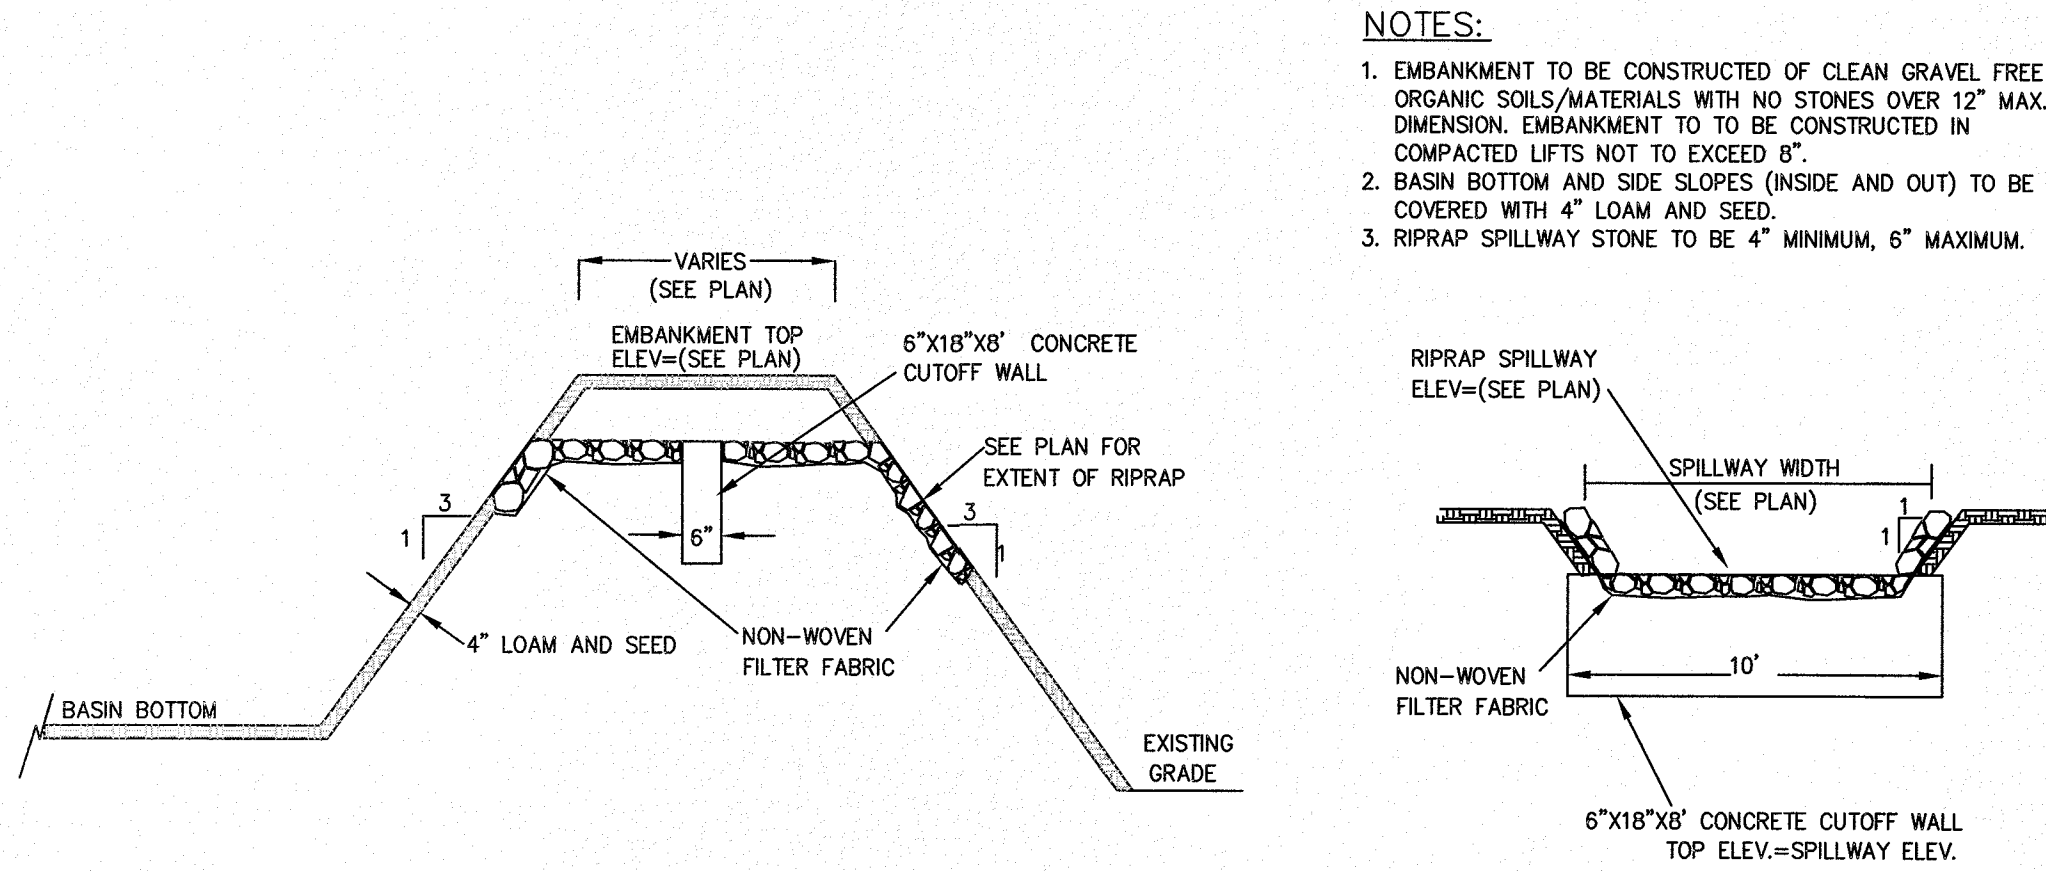 NOTES:
1. EMBANKMENT TO BE CONSTRUCTED OF CLEAN GRAVEL FREE
ORGANIC SOILS/MATERIALS WITH NO STONES OVER 12" MAX.
DIMENSION. EMBANKMENT TO TO BE CONSTRUCTED IN
COMPACTED LIFTS NOT TO EXCEED 8".
2. BASIN BOTTOM AND SIDE SLOPES (INSIDE AND OUT) TO BE
COVERED WITH 4" LOAM AND SEED.
3. RIPRAP SPILLWAY STONE TO BE 4" MINIMUM, 6" MAXIMUM.
VARIES
(SEE PLAN)
EMBANKMENT TOP
ELEV=(SEE PLAN)
6"X18"X8' CONCRETE
CUTOFF WALL
SEE PLAN FOR
EXTENT OF RIPRAP
3
1
6"
3
1
4" LOAM AND SEED
NON-WOVEN
FILTER FABRIC
BASIN BOTTOM
EXISTING
GRADE
RIPRAP SPILLWAY
ELEV=(SEE PLAN)
SPILLWAY WIDTH
(SEE PLAN)
1
1
10'
NON-WOVEN
FILTER FABRIC
6"X18"X8' CONCRETE CUTOFF WALL
TOP ELEV.=SPILLWAY ELEV.